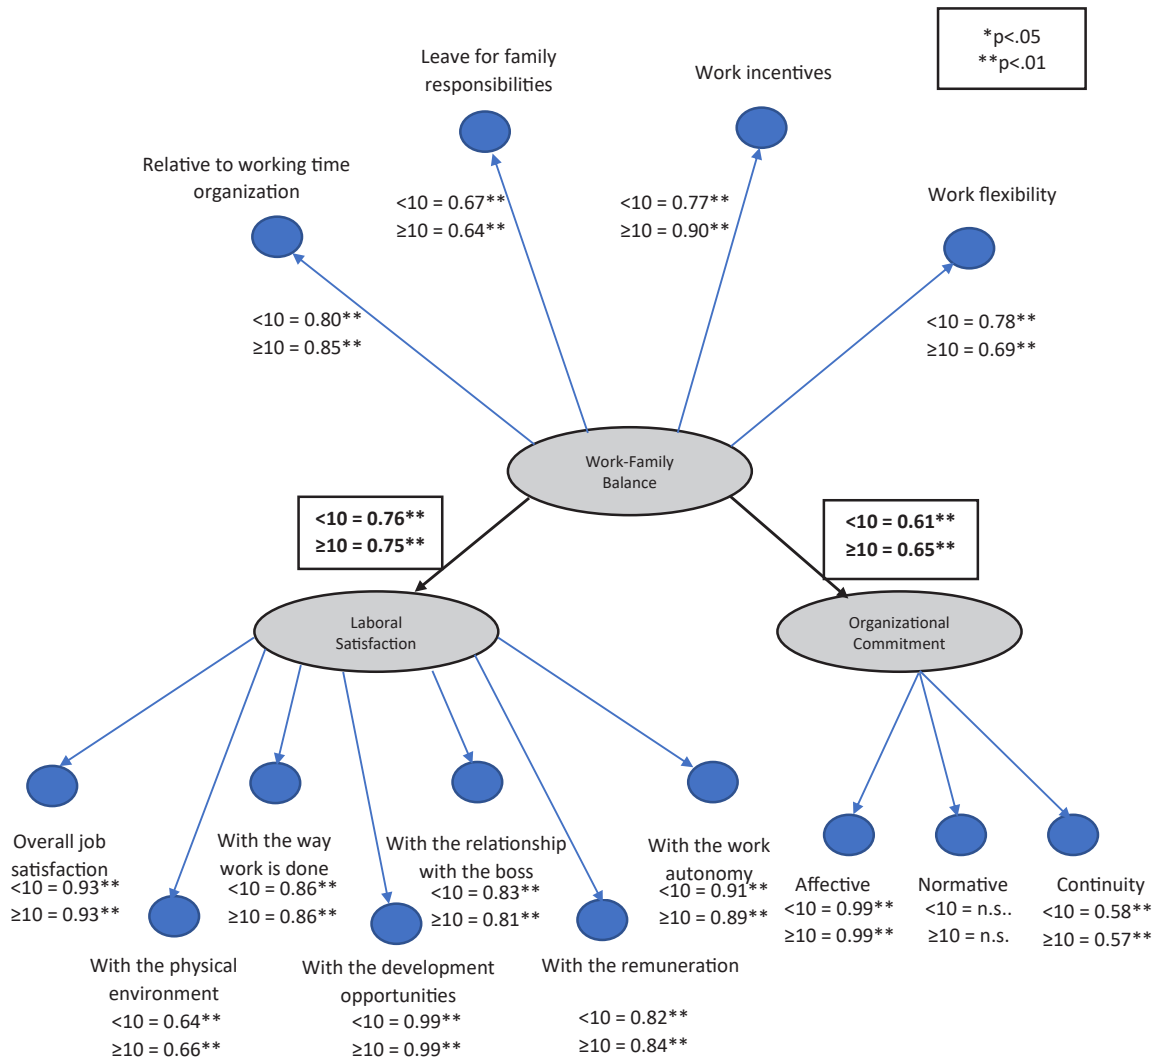 *p<.05
**p<.01
Leave for family
responsibilities
Work incentives
Relative to working time
organization
Work flexibility
<10 = 0.67**
≥10 = 0.64**
<10 = 0.77**
≥10 = 0.90**
<10 = 0.80**
≥10 = 0.85**
<10 = 0.78**
≥10 = 0.69**
Work-Family
Balance
<10 = 0.76**
≥10 = 0.75**
<10 = 0.61**
≥10 = 0.65**
Laboral
Satisfaction
Organizational
Commitment
Overall job
satisfaction
<10 = 0.93**
≥10 = 0.93**
With the way
work is done
<10 = 0.86**
≥10 = 0.86**
With the relationship
with the boss
<10 = 0.83**
≥10 = 0.81**
With the work
autonomy
<10 = 0.91**
≥10 = 0.89**
Affective
<10 = 0.99**
≥10 = 0.99**
Normative
<10 = n.s..
≥10 = n.s.
Continuity
<10 = 0.58**
≥10 = 0.57**
With the physical
environment
<10 = 0.64**
≥10 = 0.66**
With the development
opportunities
<10 = 0.99**
≥10 = 0.99**
With the remuneration
<10 = 0.82**
≥10 = 0.84**